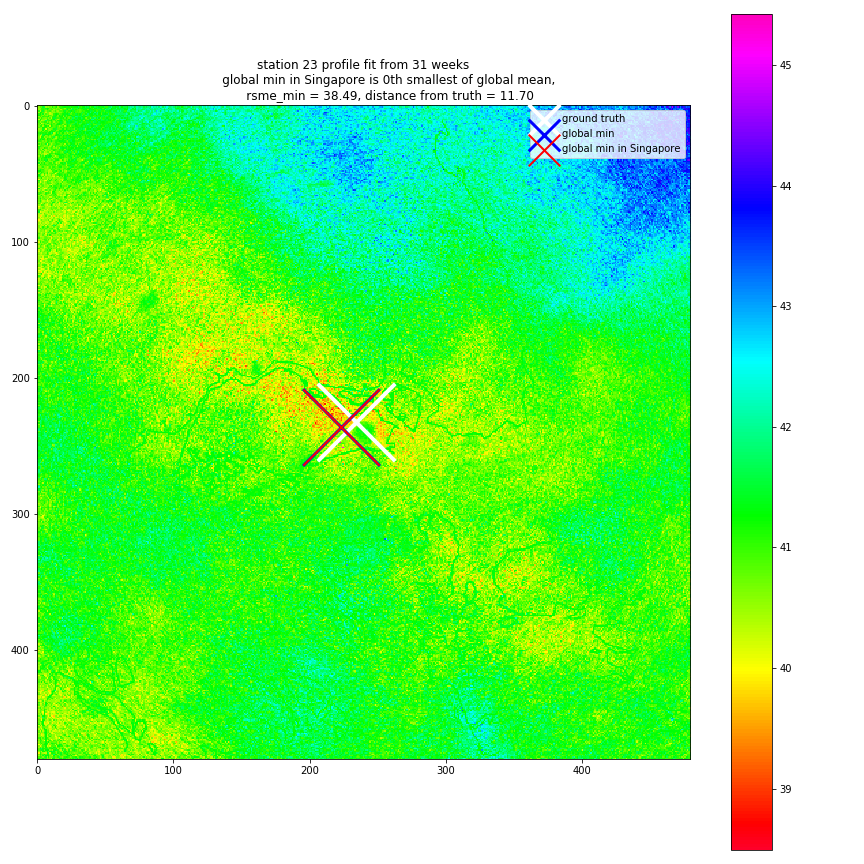 station 23 profile fit from 31 weeks
global min in Singapore is 0th smallest of global mean,
rsme_min = 38.49, distance from truth = 11.70
ground truth
global min
global min in Singapore
0
100
200
300
400
0 100 200 300 400
45
44
43
42
41
40
39